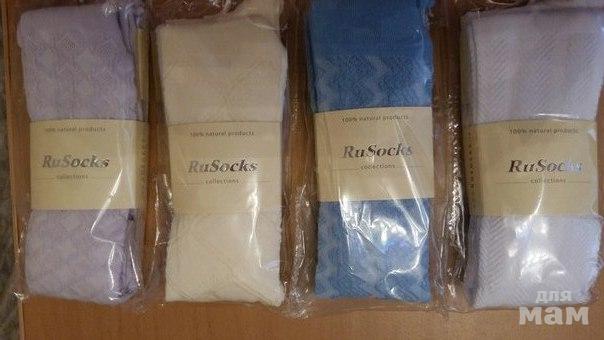 100% natural products
RuSocks
collections
100% natural products
RuSocks
collections
100% natural products
RuSocks
collections
100% natural products
RuSocks
collections
для
мам